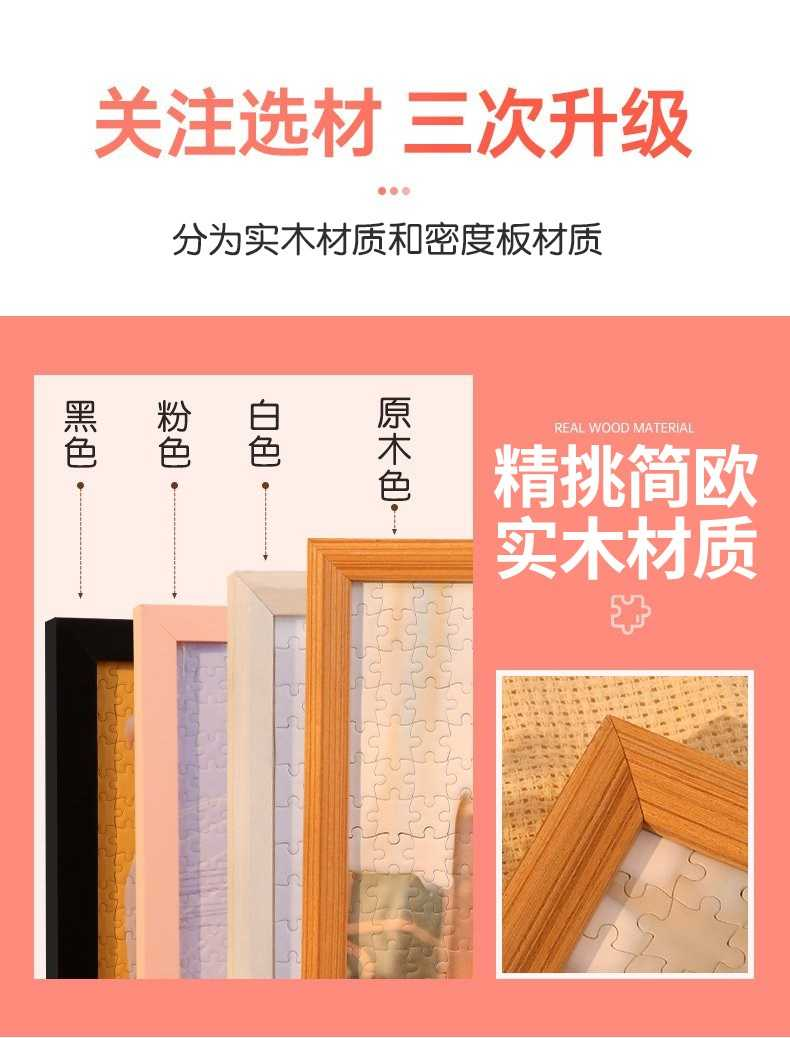 关注选材 三次升级
分为实木材质和密度板材质
黑色
粉色
白色
原木色
REAL WOOD MATERIAL
精挑简欧
实木材质